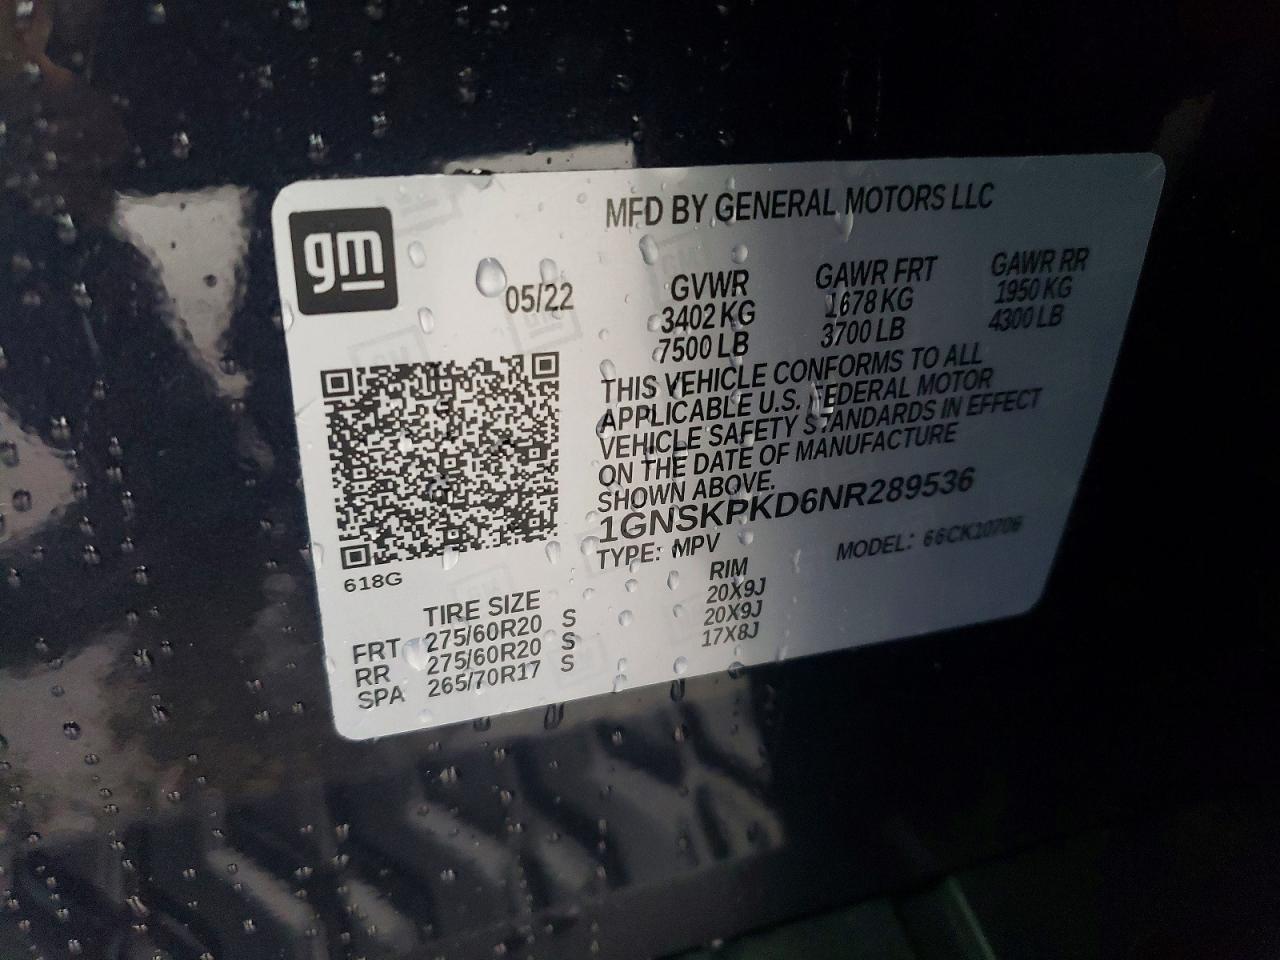 gm
MFD BY GENERAL MOTORS LLC
05/22
GVWR GAWR FRT GAWR RR
3402 KG 1678 KG 1950 KG
7500 LB 3700 LB 4300 LB
THIS VEHICLE CONFORMS TO ALL
APPLICABLE U.S. FEDERAL MOTOR
VEHICLE SAFETY STANDARDS IN EFFECT
ON THE DATE OF MANUFACTURE
SHOWN ABOVE.
1GNSKPKD6NR289536
TYPE: MPV MODEL: 66CK10706
618G
TIRE SIZE RIM
FRT 275/60R20 S 20X9J
RR 275/60R20 S 20X9J
SPA 265/70R17 S 17X8J